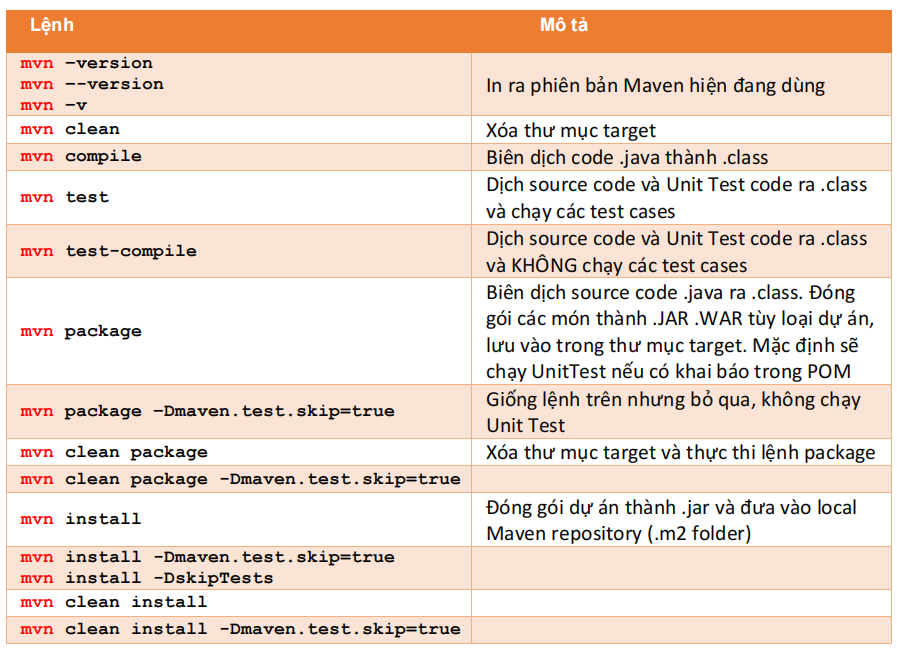 Lệnh Mô tả
mvn –version
mvn –-version
mvn –v
In ra phiên bản Maven hiện đang dùng
mvn clean
Xóa thư mục target
mvn compile
Biên dịch code .java thành .class
mvn test
Dịch source code và Unit Test code ra .class
và chạy các test cases
mvn test-compile
Dịch source code và Unit Test code ra .class
và KHÔNG chạy các test cases
mvn package
Biên dịch source code .java ra .class. Đóng
gói các món thành .JAR .WAR tùy loại dự án,
lưu vào trong thư mục target. Mặc định sẽ
chạy UnitTest nếu có khai báo trong POM
mvn package –Dmaven.test.skip=true
Giống lệnh trên nhưng bỏ qua, không chạy
Unit Test
mvn clean package
Xóa thư mục target và thực thi lệnh package
mvn clean package -Dmaven.test.skip=true
mvn install
Đóng gói dự án thành .jar và đưa vào local
Maven repository (.m2 folder)
mvn install -Dmaven.test.skip=true
mvn install -DskipTests
mvn clean install
mvn clean install -Dmaven.test.skip=true